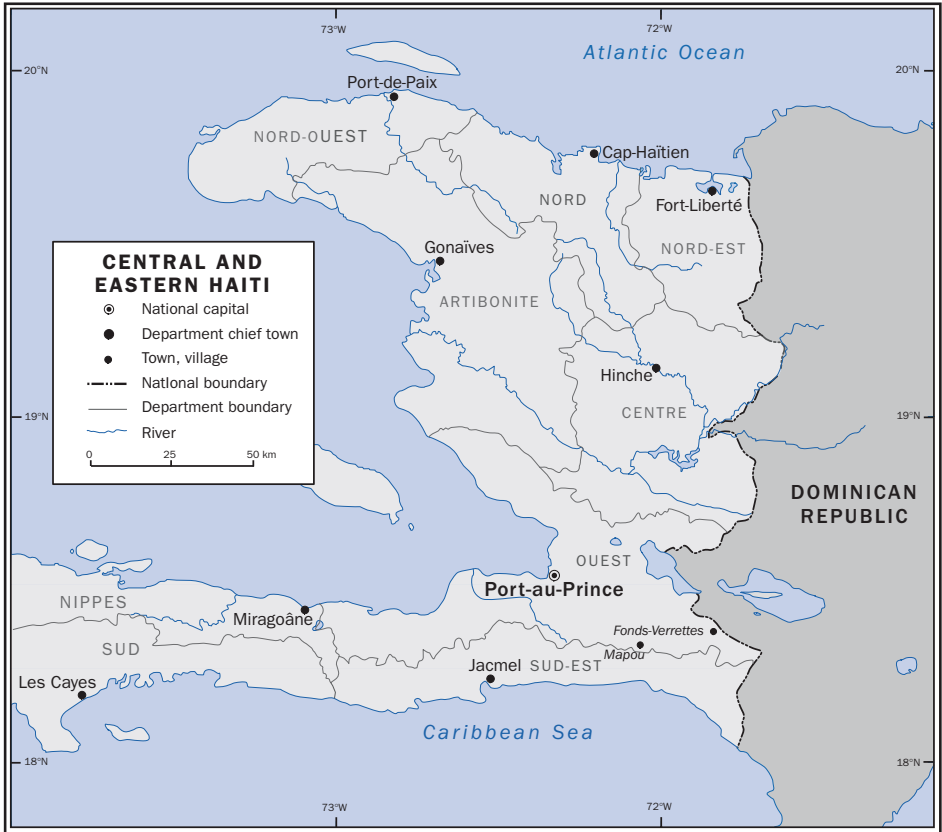 73°W
72°W
Atlantic Ocean
20°N
20°N
Port-de-Paix
NORD-OUEST
Cap-Haïtien
NORD
Fort-Liberté
NORD-EST
Gonaïves
ARTIBONITE
CENTRAL AND
EASTERN HAITI
National capital
Department chief town
Town, village
National boundary
Department boundary
River
0
25
50 km
Hinche
CENTRE
19°N
19°N
DOMINICAN
REPUBLIC
OUEST
Port-au-Prince
NIPPES
Miragoâne
Fonds-Verrettes
Mapou
SUD
Jacmel
SUD-EST
Les Cayes
Caribbean Sea
18°N
18°N
73°W
72°W